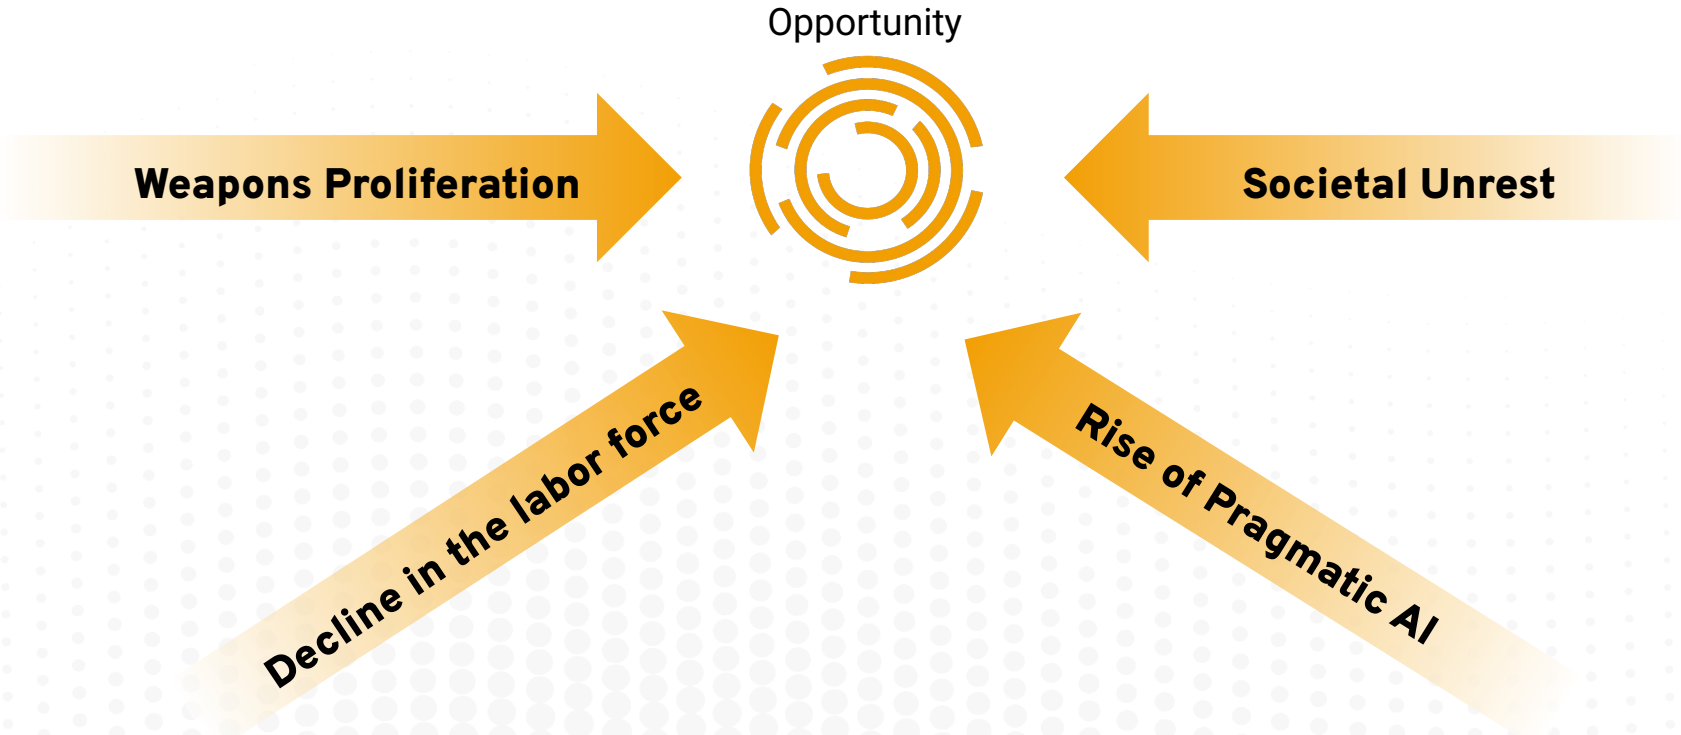 Opportunity
Weapons Proliferation
Societal Unrest
Decline in the labor force
Rise of Pragmatic AI